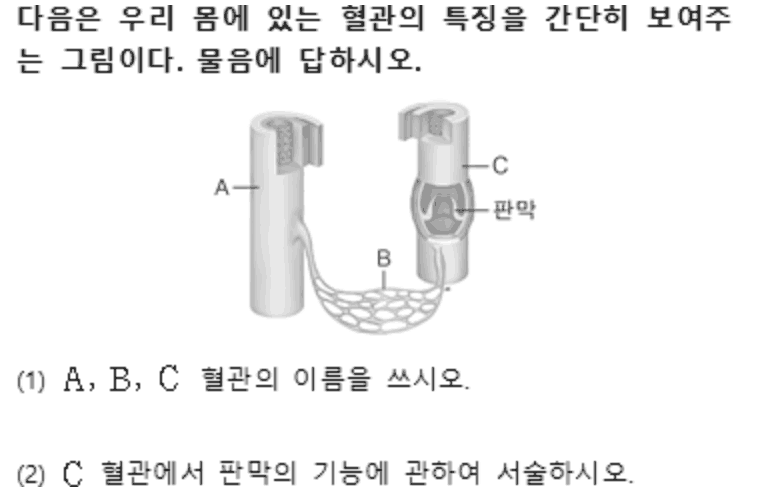 다음은 우리 몸에 있는 혈관의 특징을 간단히 보여주
는 그림이다. 물음에 답하시오.
A
C
판막
B
(1) A, B, C 혈관의 이름을 쓰시오.
(2) C 혈관에서 판막의 기능에 관하여 서술하시오.